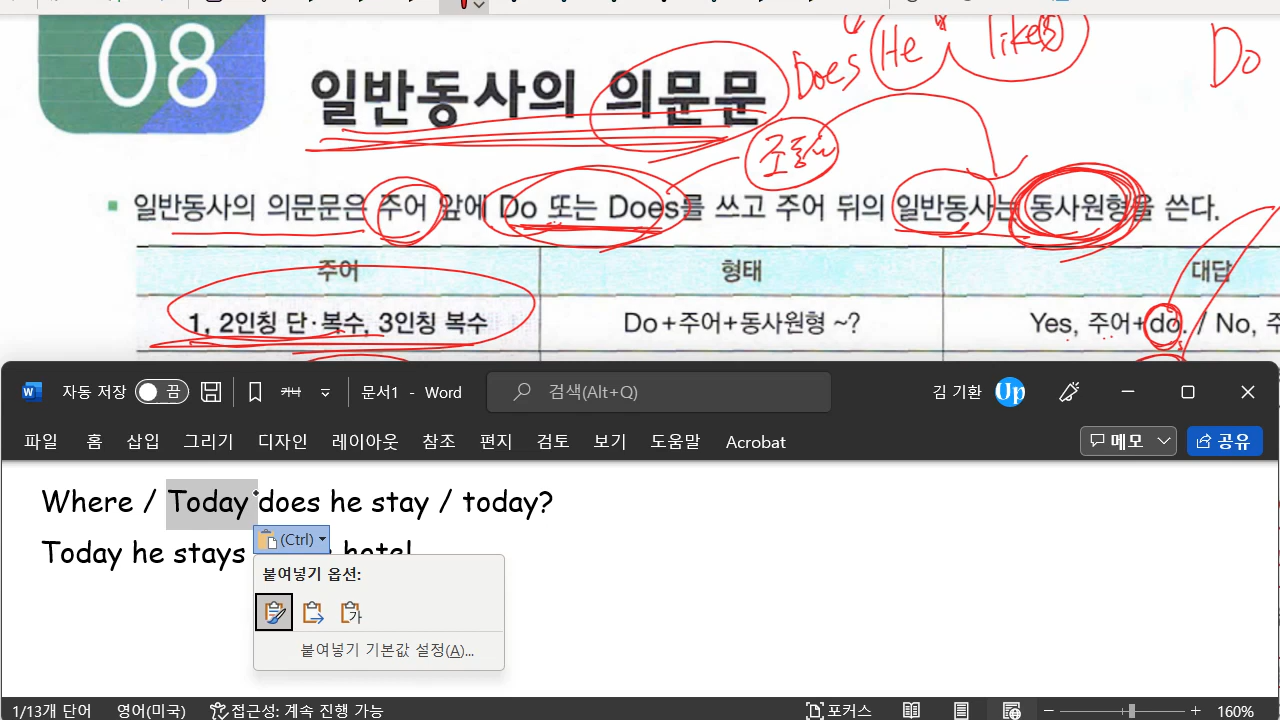 08
일반동사의 의문문
Does He likes
Do
조동사
일반동사의 의문문은 주어 앞에 Do 또는 Does를 쓰고 주어 뒤의 일반동사는 동사원형을 쓴다.
주어 형태 대답
1, 2인칭 단·복수, 3인칭 복수 Do+주어+동사원형 ~? Yes, 주어+do. / No, 주
자동 저장 끔 문서1 - Word 검색(Alt+Q) 김 기환 Up
파일 홈 삽입 그리기 디자인 레이아웃 참조 편지 검토 보기 도움말 Acrobat 메모 공유
Where / Today does he stay / today?
Today he stays hotel
(Ctrl)
붙여넣기 옵션:
붙여넣기 기본값 설정(A)...
1/13개 단어 영어(미국) 접근성: 계속 진행 가능 포커스 160%